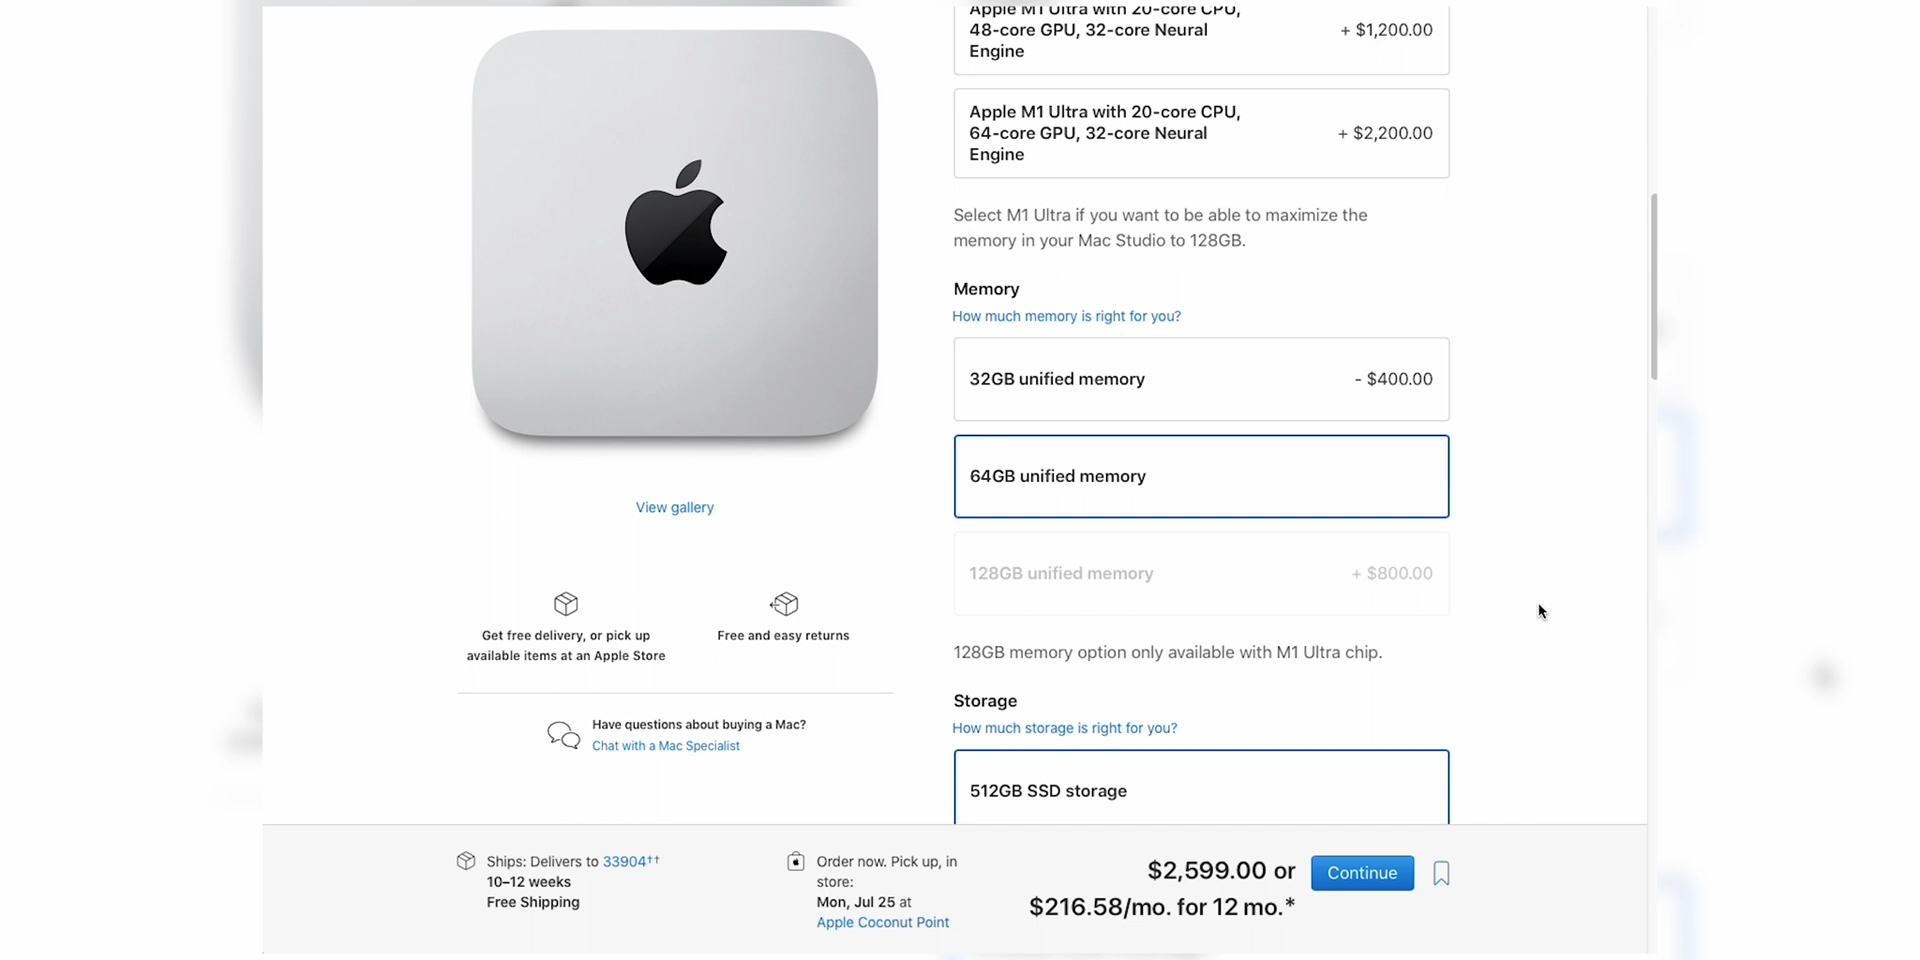 Apple M1 Ultra with 20-core CPU,
48-core GPU, 32-core Neural
Engine
+ $1,200.00
Apple M1 Ultra with 20-core CPU,
64-core GPU, 32-core Neural
Engine
+ $2,200.00
Select M1 Ultra if you want to be able to maximize the
memory in your Mac Studio to 128GB.
Memory
How much memory is right for you?
32GB unified memory
- $400.00
64GB unified memory
128GB unified memory
+ $800.00
128GB memory option only available with M1 Ultra chip.
Storage
How much storage is right for you?
512GB SSD storage
View gallery
Get free delivery, or pick up
available items at an Apple Store
Free and easy returns
Have questions about buying a Mac?
Chat with a Mac Specialist
Ships: Delivers to 33904††
10–12 weeks
Free Shipping
Order now. Pick up, in
store:
Mon, Jul 25 at
Apple Coconut Point
$2,599.00 or
$216.58/mo. for 12 mo.*
Continue